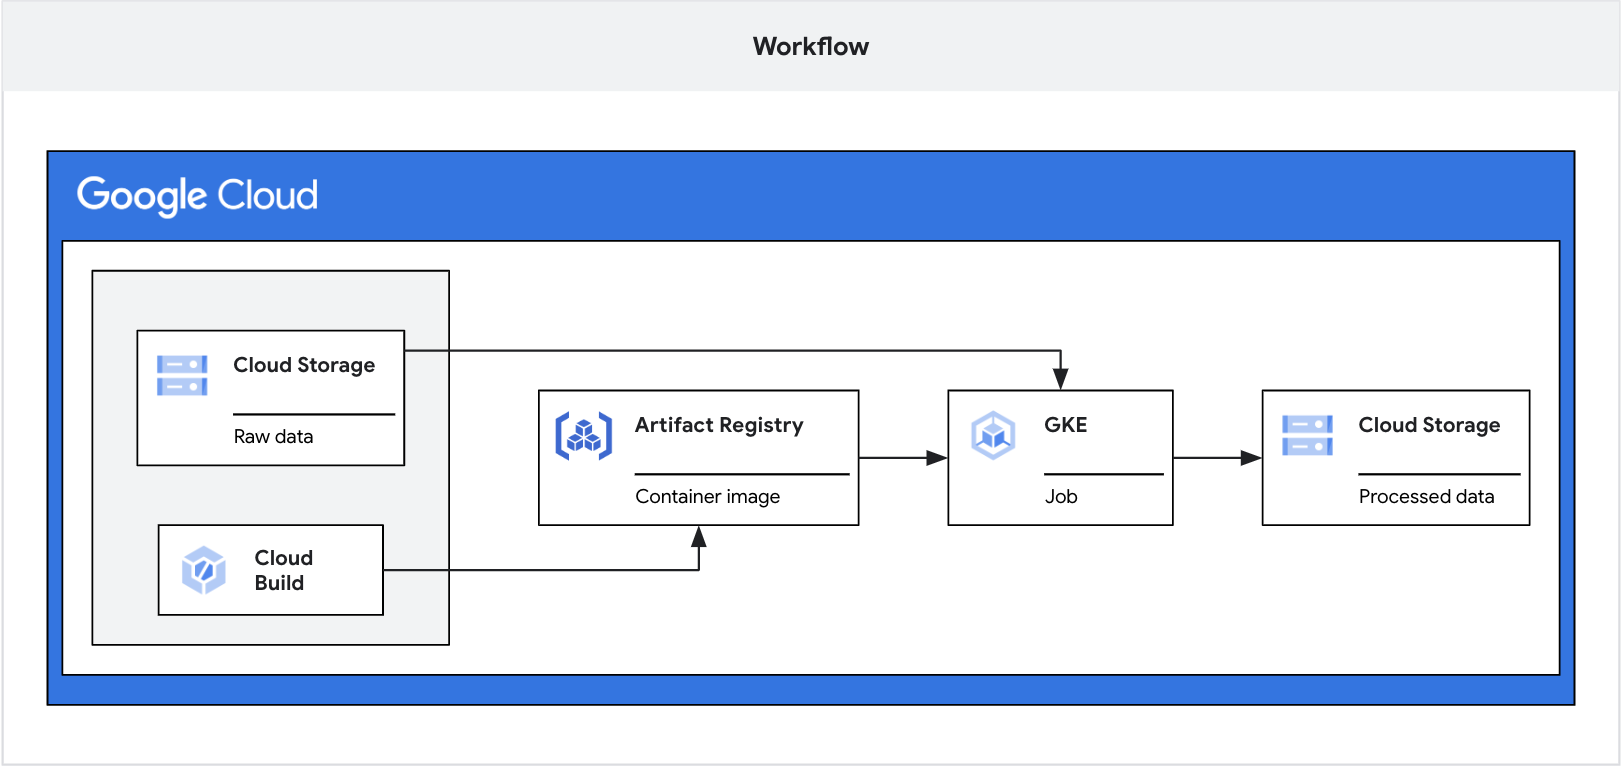 Workflow
Google Cloud
Cloud Storage
Raw data
Cloud
Build
Artifact Registry
Container image
GKE
Job
Cloud Storage
Processed data